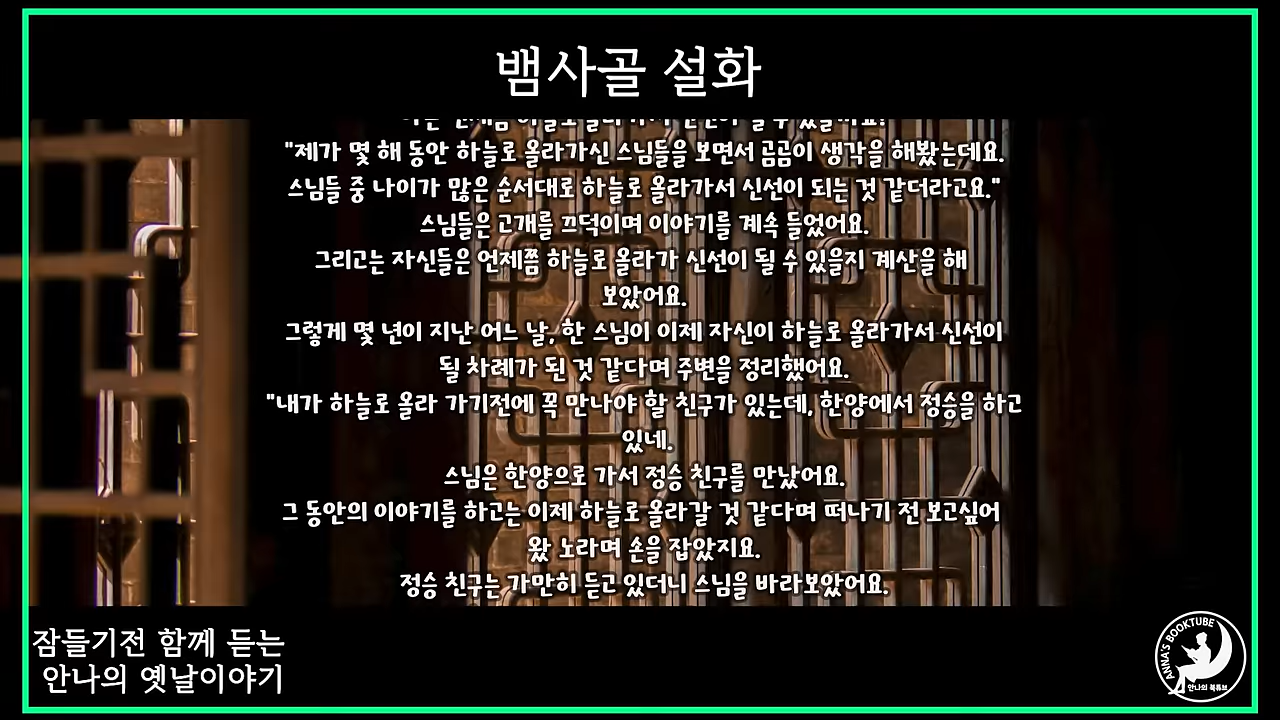 뱀사골 설화
"제가 몇 해 동안 하늘로 올라가신 스님들을 보면서 곰곰이 생각을 해봤는데요.
스님들 중 나이가 많은 순서대로 하늘로 올라가서 신선이 되는 것 같더라고요."
스님들은 고개를 끄덕이며 이야기를 계속 들었어요.
그리고는 자신들은 언제쯤 하늘로 올라가 신선이 될 수 있을지 계산을 해
보았어요.
그렇게 몇 년이 지난 어느 날, 한 스님이 이제 자신이 하늘로 올라가서 신선이
될 차례가 된 것 같다며 주변을 정리했어요.
"내가 하늘로 올라 가기전에 꼭 만나야 할 친구가 있는데, 한양에서 정승을 하고
있네.
스님은 한양으로 가서 정승 친구를 만났어요.
그 동안의 이야기를 하고는 이제 하늘로 올라갈 것 같다며 떠나기 전 보고싶어
왔 노라며 손을 잡았지요.
정승 친구는 가만히 듣고 있더니 스님을 바라보았어요.
잠들기전 함께 듣는
안나의 옛날이야기
ANNA'S BOOKTUBE
안나의 북튜브